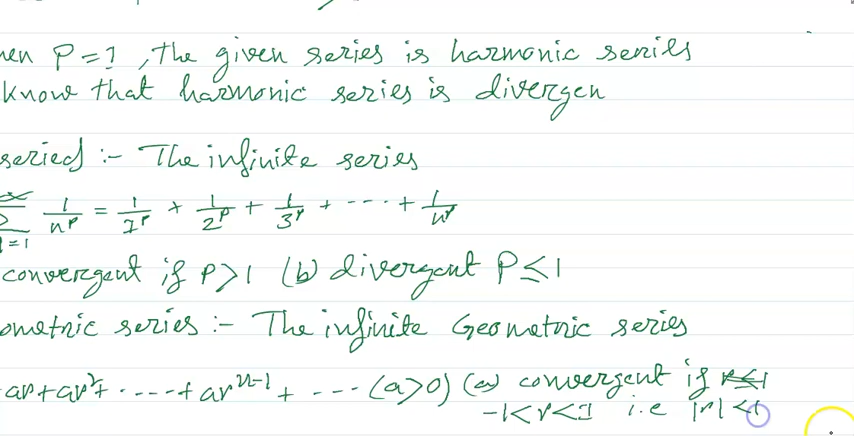 hen P = 1, the given series is harmonic series
know that harmonic series is divergen
series :- The infinite series
∞ ∑ n=1 1/n^p = 1/1^p + 1/2^p + 1/3^p + ---- + 1/n^p
convergent if P>1 (b) divergent P ≤ 1
ometric series :- The infinite Geometric series
ar + ar^2 + ---- + ar^{n-1} + --- (a>0) (a) convergent if
-1 < r < 1 i.e |r| < 1